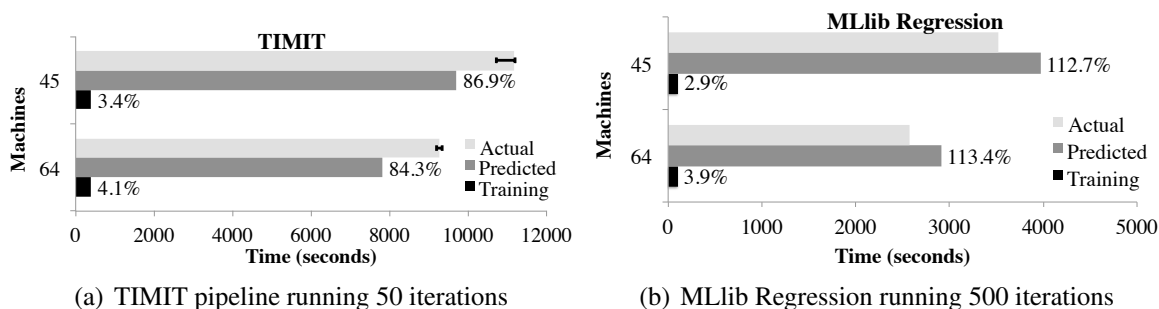 TIMIT
Machines
45
86.9%
3.4%
64
84.3%
4.1%
Actual
Predicted
Training
0 2000 4000 6000 8000 10000 12000
Time (seconds)
(a) TIMIT pipeline running 50 iterations
MLlib Regression
Machines
45
112.7%
2.9%
64
113.4%
3.9%
Actual
Predicted
Training
0 1000 2000 3000 4000 5000
Time (seconds)
(b) MLlib Regression running 500 iterations